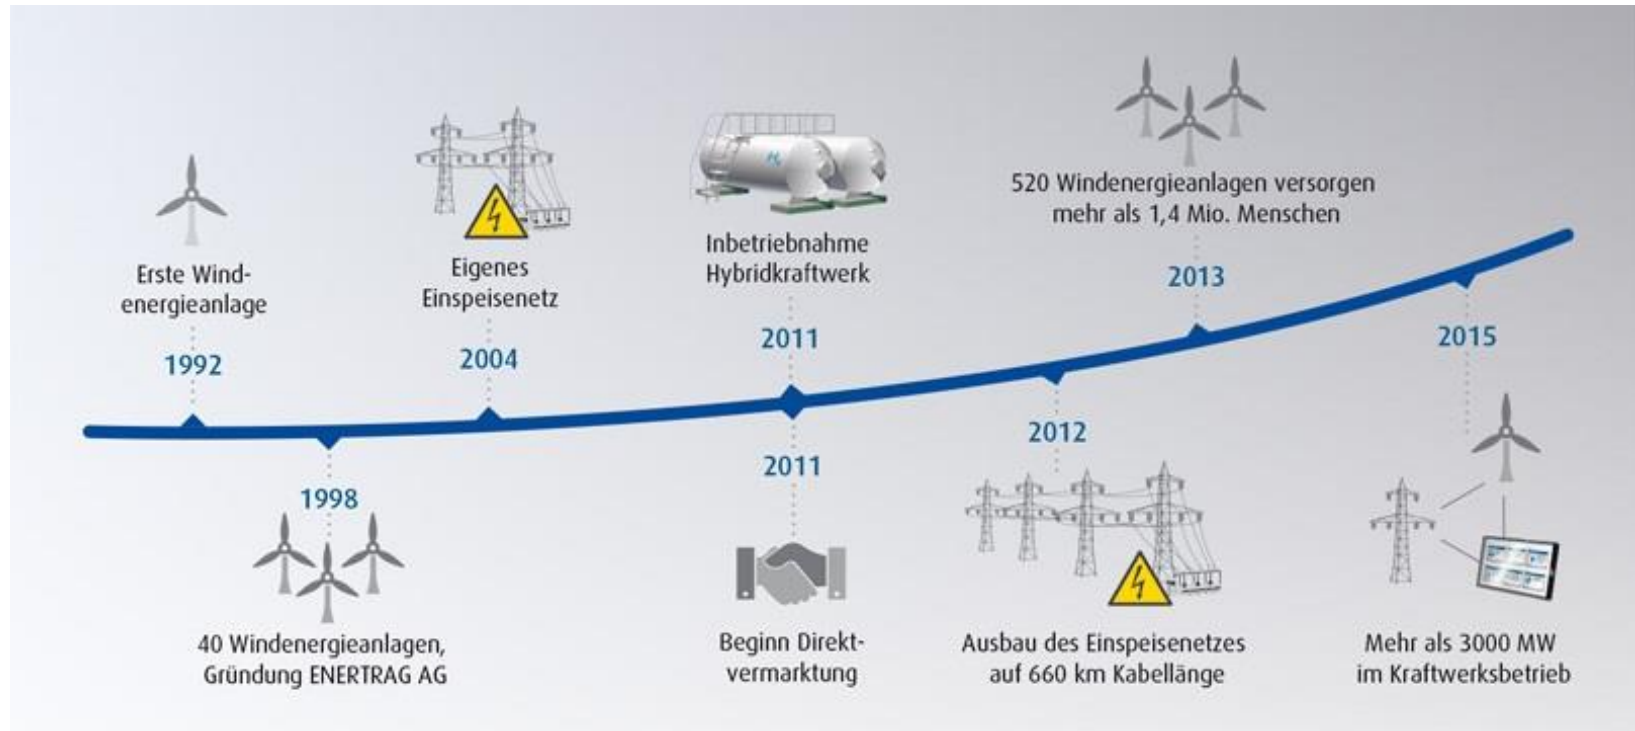 Erste Wind-
energieanlage
1992
1998
40 Windenergieanlagen,
Gründung ENERTRAG AG
Eigenes
Einspeisenetz
2004
H₂
Inbetriebnahme
Hybridkraftwerk
2011
2011
Beginn Direkt-
vermarktung
2012
Ausbau des Einspeisenetzes
auf 660 km Kabellänge
520 Windenergieanlagen versorgen
mehr als 1,4 Mio. Menschen
2013
2015
Mehr als 3000 MW
im Kraftwerksbetrieb